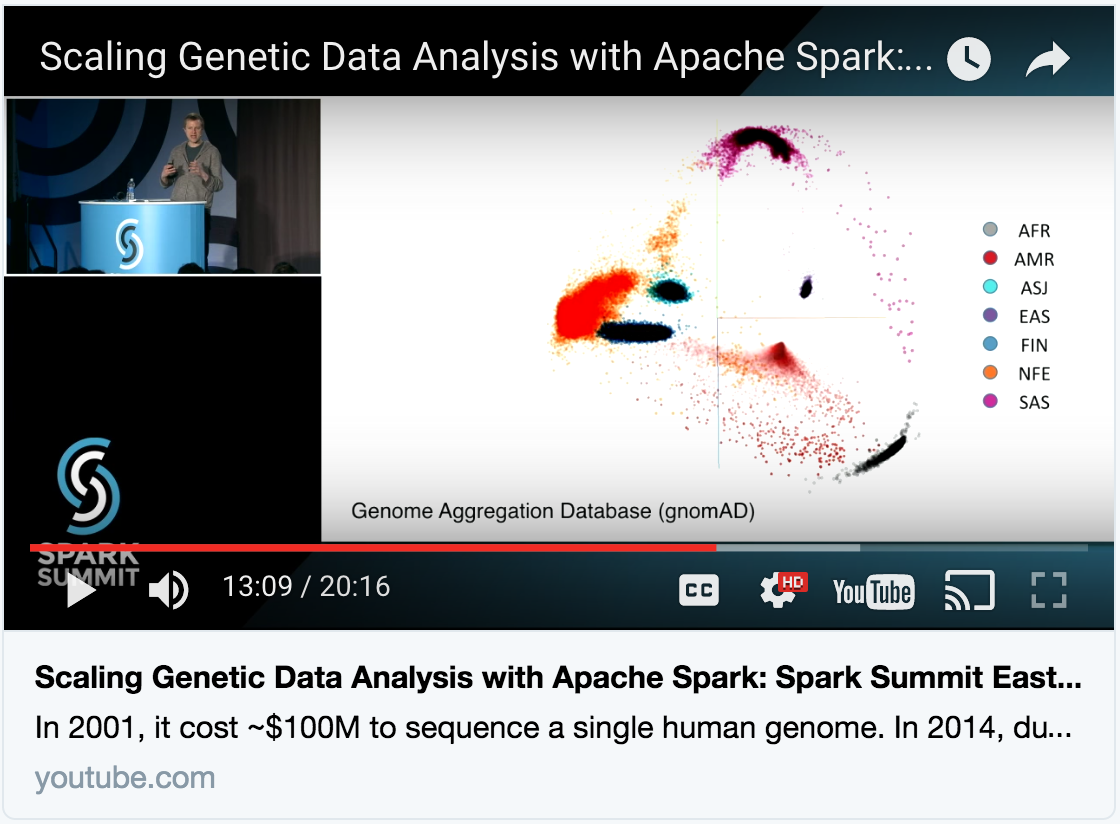 Scaling Genetic Data Analysis with Apache Spark:...
AFR
AMR
ASJ
EAS
FIN
NFE
SAS
Genome Aggregation Database (gnomAD)
SPARK
SUMMIT
13:09 / 20:16
CC
HD
YouTube
Scaling Genetic Data Analysis with Apache Spark: Spark Summit East...
In 2001, it cost ~$100M to sequence a single human genome. In 2014, du...
youtube.com